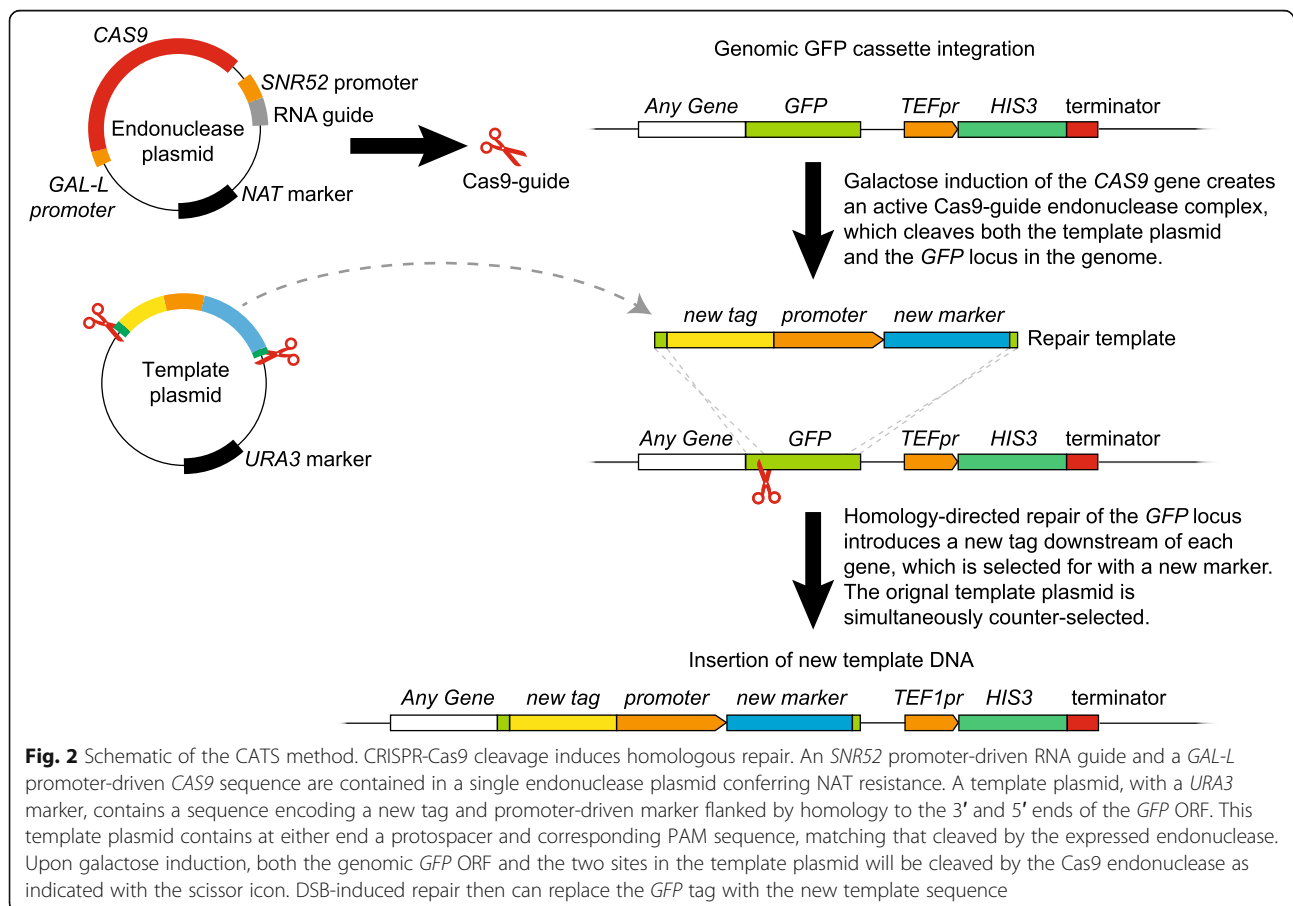 CAS9
SNR52 promoter
RNA guide
Endonuclease
plasmid
GAL-L
promoter
NAT marker
Cas9-guide
Genomic GFP cassette integration
Any Gene GFP TEFpr HIS3 terminator
Galactose induction of the CAS9 gene creates
an active Cas9-guide endonuclease complex,
which cleaves both the template plasmid
and the GFP locus in the genome.
Template
plasmid
URA3 marker
new tag promoter new marker
Repair template
Any Gene GFP TEFpr HIS3 terminator
Homology-directed repair of the GFP locus
introduces a new tag downstream of each
gene, which is selected for with a new marker.
The orignal template plasmid is
simultaneously counter-selected.
Insertion of new template DNA
Any Gene new tag promoter new marker TEF1pr HIS3 terminator
Fig. 2 Schematic of the CATS method. CRISPR-Cas9 cleavage induces homologous repair. An SNR52 promoter-driven RNA guide and a GAL-L
promoter-driven CAS9 sequence are contained in a single endonuclease plasmid conferring NAT resistance. A template plasmid, with a URA3
marker, contains a sequence encoding a new tag and promoter-driven marker flanked by homology to the 3′ and 5′ ends of the GFP ORF. This
template plasmid contains at either end a protospacer and corresponding PAM sequence, matching that cleaved by the expressed endonuclease.
Upon galactose induction, both the genomic GFP ORF and the two sites in the template plasmid will be cleaved by the Cas9 endonuclease as
indicated with the scissor icon. DSB-induced repair then can replace the GFP tag with the new template sequence